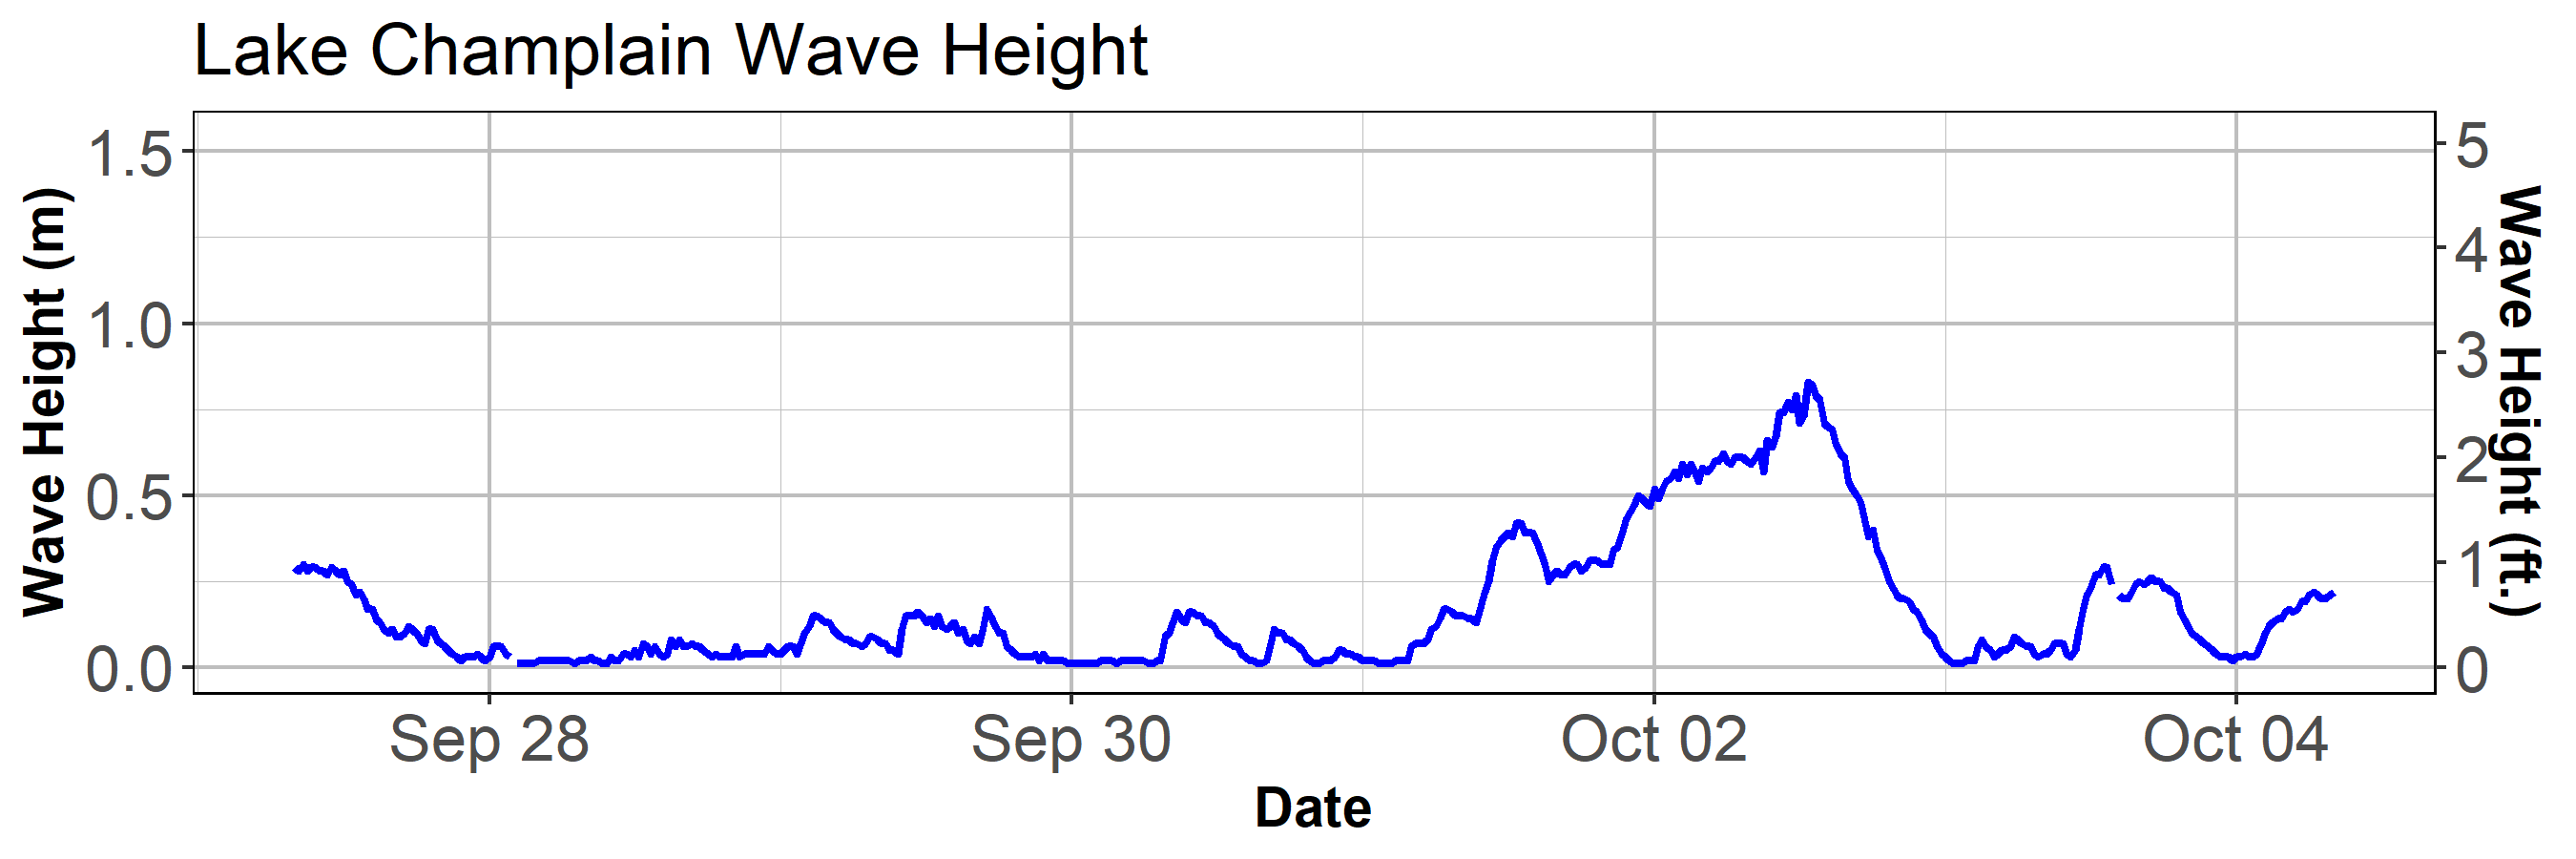 Lake Champlain Wave Height
Wave Height (m)
1.5
1.0
0.5
0.0
5
4
3
2
1
0
Wave Height (ft.)
Sep 28
Sep 30
Oct 02
Oct 04
Date